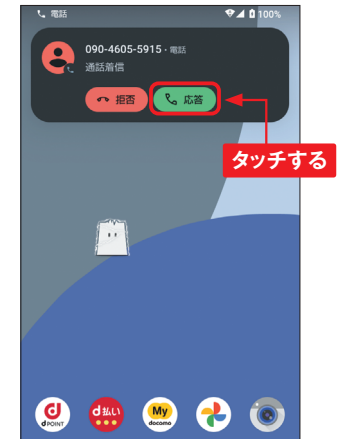 電話
100%
090-4605-5915・電話
通話着信
拒否
応答
タッチする
d POINT
d払い
My docomo